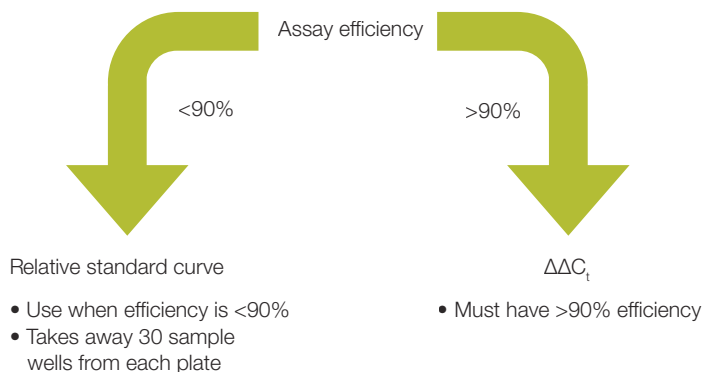 Assay efficiency
<90%
>90%
Relative standard curve
• Use when efficiency is <90%
• Takes away 30 sample
wells from each plate
ΔΔCt
• Must have >90% efficiency